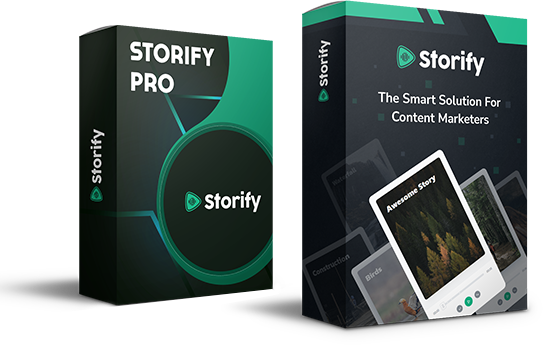 STORIFY
PRO
Storify
Storify
Storify
Storify
The Smart Solution For
Content Marketers
Awesome Story
Construction
Birds